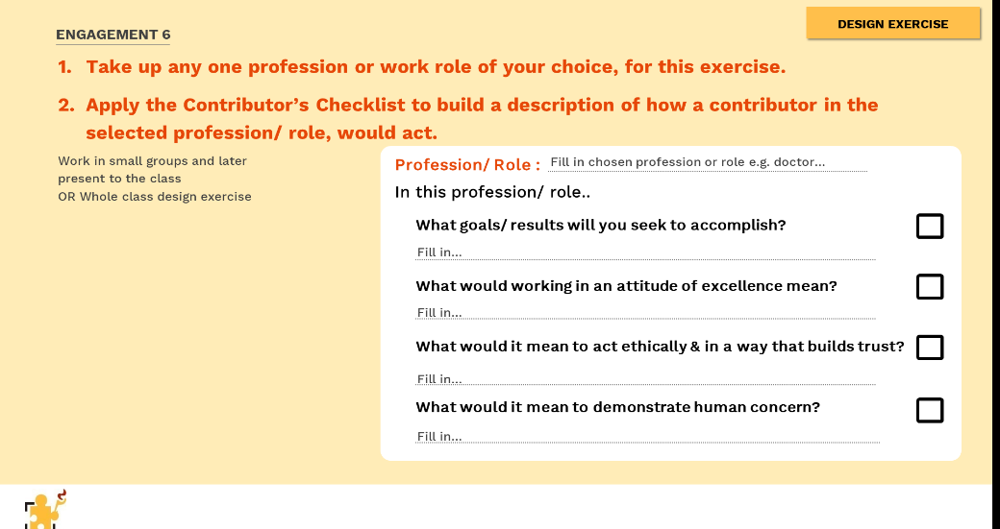 DESIGN EXERCISE
ENGAGEMENT 6
1. Take up any one profession or work role of your choice, for this exercise.
2. Apply the Contributor’s Checklist to build a description of how a contributor in the
selected profession/ role, would act.
Work in small groups and later
present to the class
OR Whole class design exercise
Profession/ Role : Fill in chosen profession or role e.g. doctor...
In this profession/ role..
What goals/ results will you seek to accomplish?
Fill in...
What would working in an attitude of excellence mean?
Fill in...
What would it mean to act ethically & in a way that builds trust?
Fill in...
What would it mean to demonstrate human concern?
Fill in...